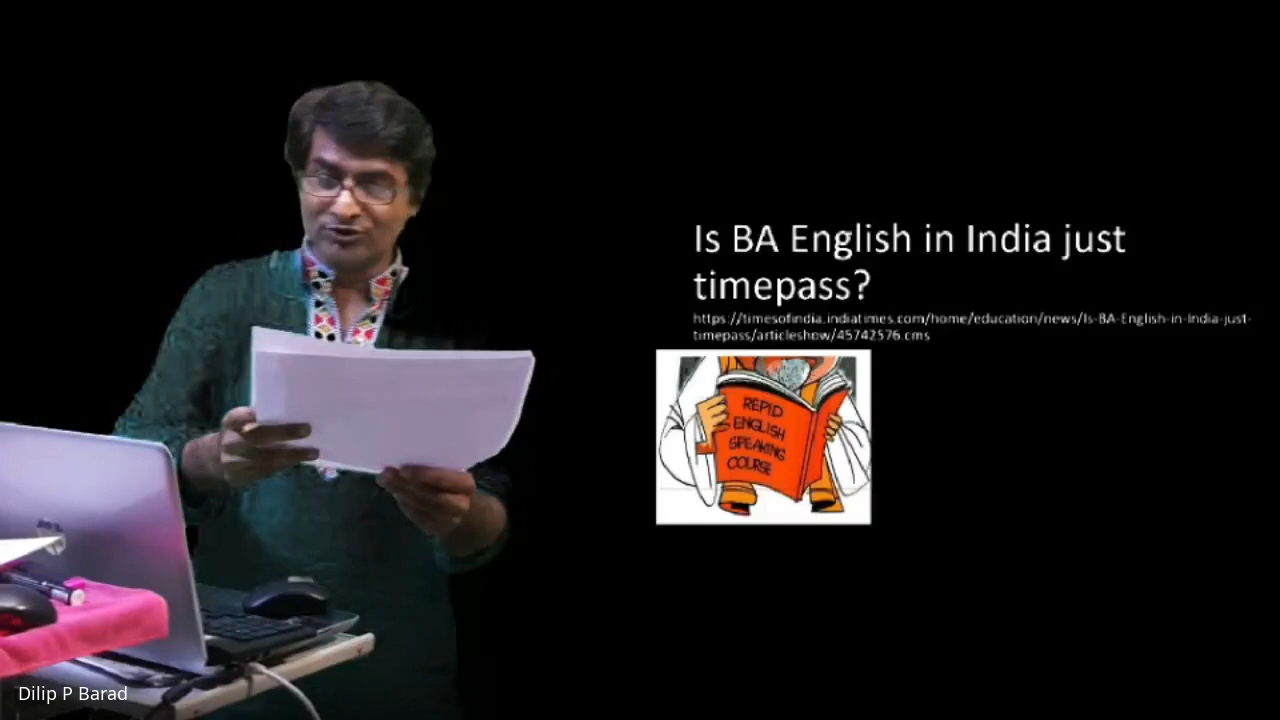 Is BA English in India just
timepass?
https://timesofindia.indiatimes.com/home/education/news/Is-BA-English-in-India-just-
timepass/articleshow/45742576.cms
REPID
ENGLISH
SPEAKING
COURSE
hp
Dilip P Barad